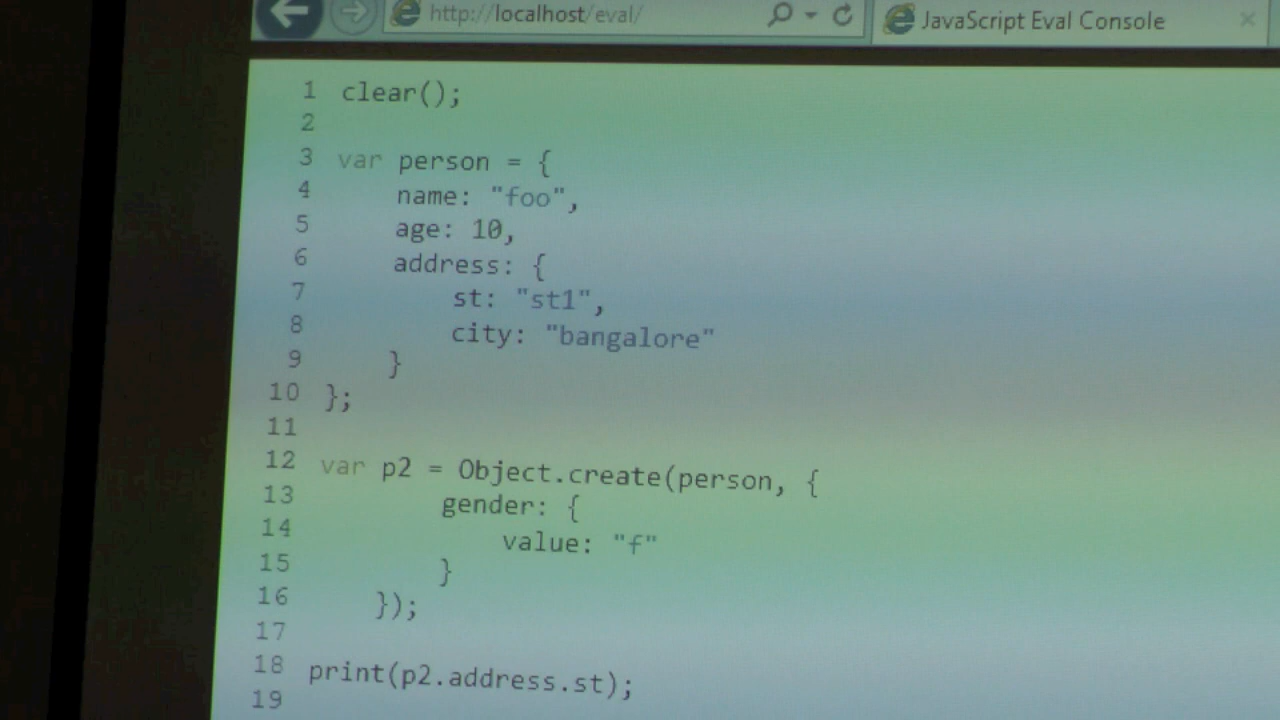 http://localhost/eval/
JavaScript Eval Console
1 clear();
2
3 var person = {
4     name: "foo",
5     age: 10,
6     address: {
7         st: "st1",
8         city: "bangalore"
9     }
10 };
11
12 var p2 = Object.create(person, {
13         gender: {
14             value: "f"
15         }
16     });
17
18 print(p2.address.st);
19